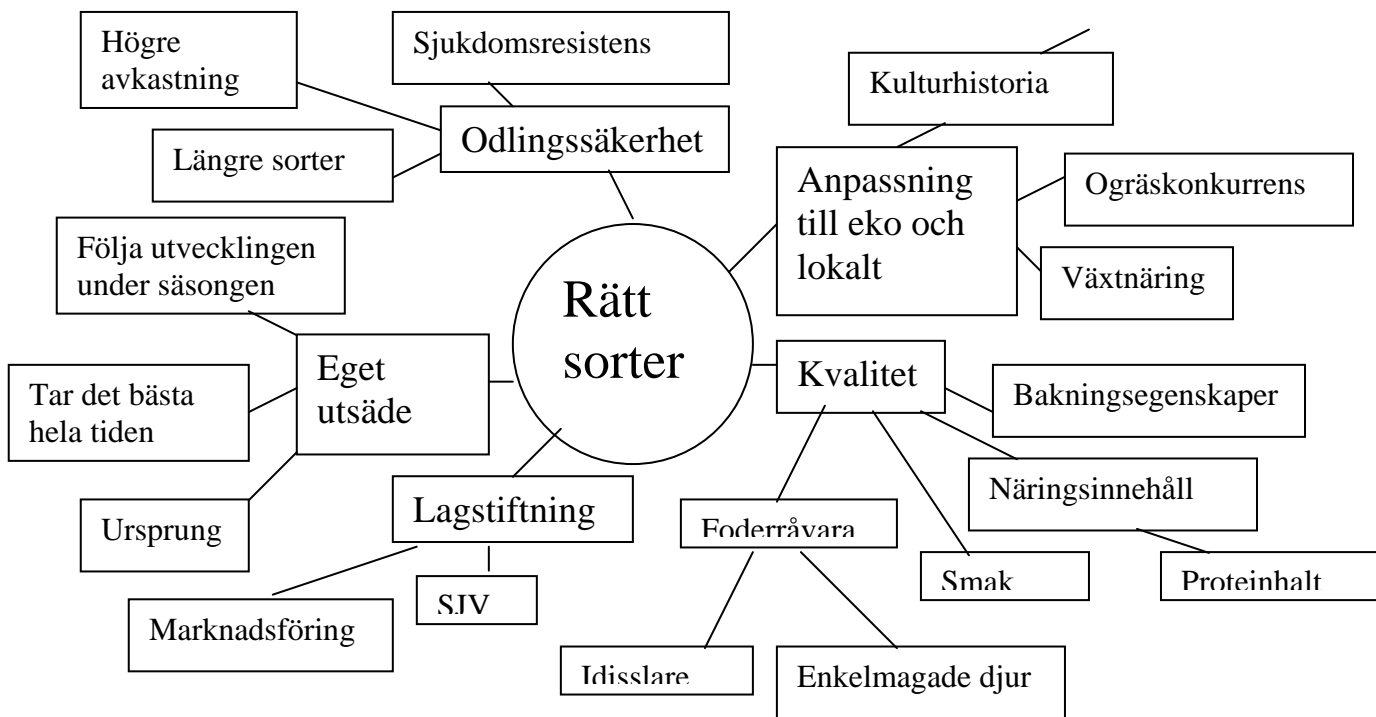 Högre
avkastning
Sjukdomsresistens
Kulturhistoria
Odlingssäkerhet
Längre sorter
Anpassning
till eko och
lokalt
Ogräskonkurrens
Växtnäring
Följa utvecklingen
under säsongen
Rätt
sorter
Eget
utsäde
Kvalitet
Tar det bästa
hela tiden
Bakningsegenskaper
Näringsinnehåll
Lagstiftning
Ursprung
Foderråvara
Smak
Proteinhalt
SJV
Marknadsföring
Idisslare
Enkelmagade djur